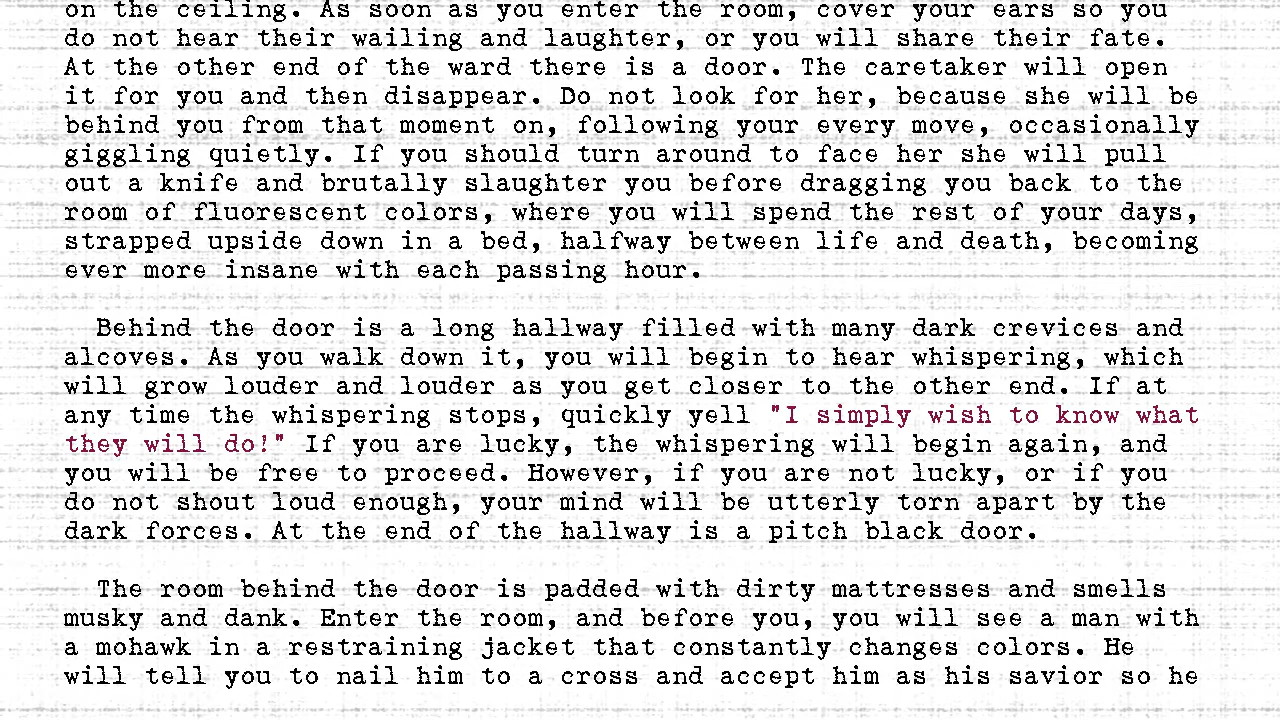 on the ceiling. As soon as you enter the room, cover your ears so you
do not hear their wailing and laughter, or you will share their fate.
At the other end of the ward there is a door. The caretaker will open
it for you and then disappear. Do not look for her, because she will be
behind you from that moment on, following your every move, occasionally
giggling quietly. If you should turn around to face her she will pull
out a knife and brutally slaughter you before dragging you back to the
room of fluorescent colors, where you will spend the rest of your days,
strapped upside down in a bed, halfway between life and death, becoming
ever more insane with each passing hour.
Behind the door is a long hallway filled with many dark crevices and
alcoves. As you walk down it, you will begin to hear whispering, which
will grow louder and louder as you get closer to the other end. If at
any time the whispering stops, quickly yell "I simply wish to know what
they will do!" If you are lucky, the whispering will begin again, and
you will be free to proceed. However, if you are not lucky, or if you
do not shout loud enough, your mind will be utterly torn apart by the
dark forces. At the end of the hallway is a pitch black door.
The room behind the door is padded with dirty mattresses and smells
musky and dank. Enter the room, and before you, you will see a man with
a mohawk in a restraining jacket that constantly changes colors. He
will tell you to nail him to a cross and accept him as his savior so he